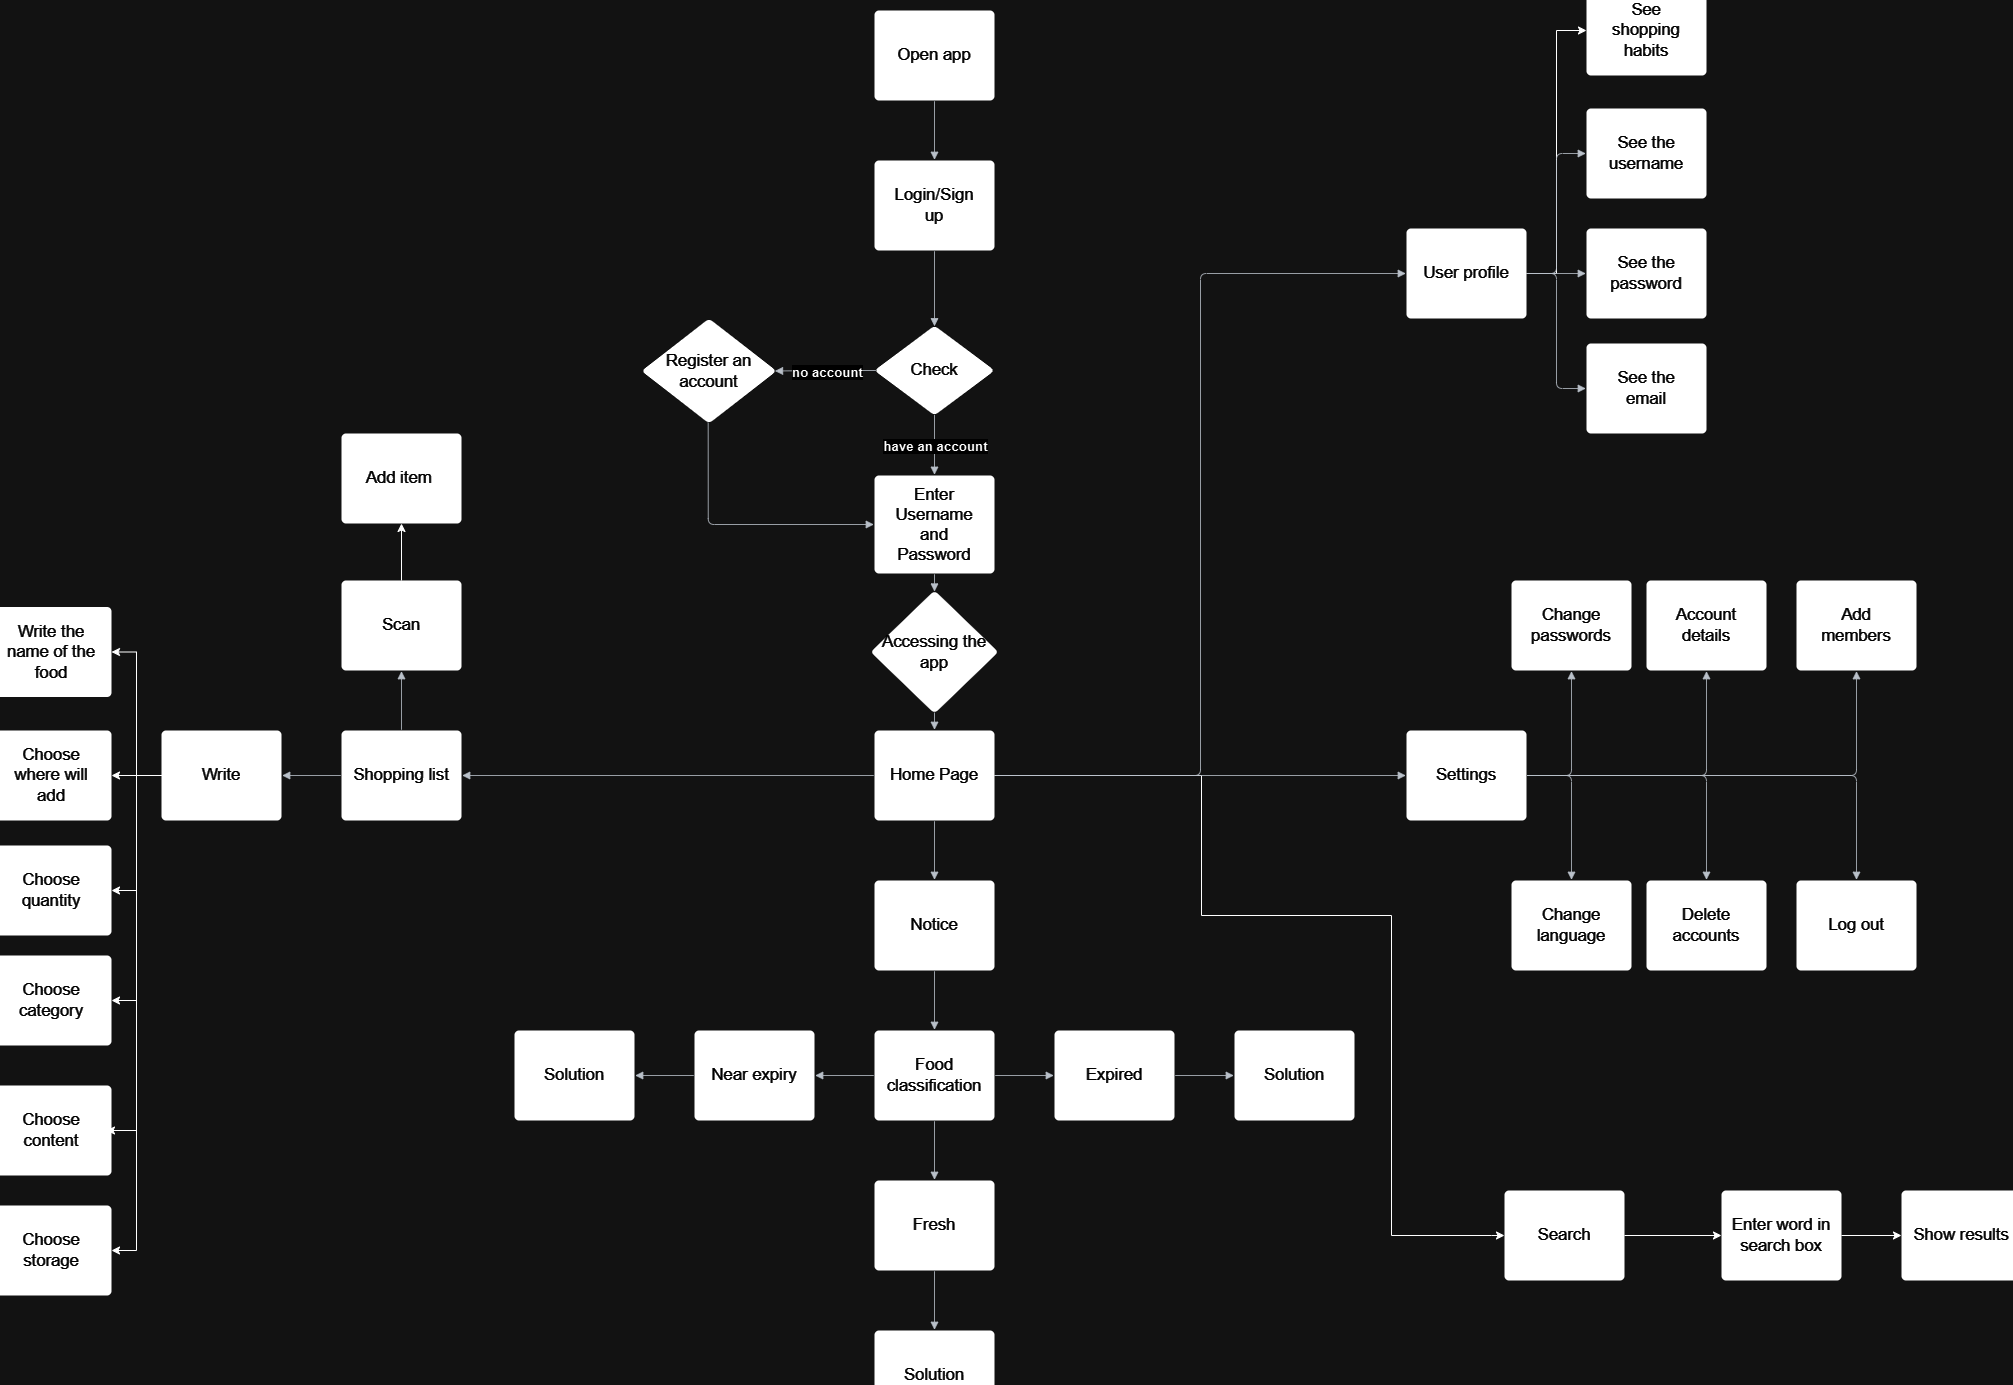 Open app
See
shopping
habits
See the
username
Login/Sign
up
User profile
See the
password
Register an
account
no account
Check
See the
email
have an account
Add item
Enter
Username
and
Password
Scan
Write the
name of the
food
Accessing the
app
Change
passwords
Account
details
Add
members
Choose
where will
add
Write
Shopping list
Home Page
Settings
Choose
quantity
Notice
Change
language
Delete
accounts
Log out
Choose
category
Solution
Near expiry
Food
classification
Expired
Solution
Choose
content
Choose
storage
Fresh
Search
Enter word in
search box
Show results
Solution